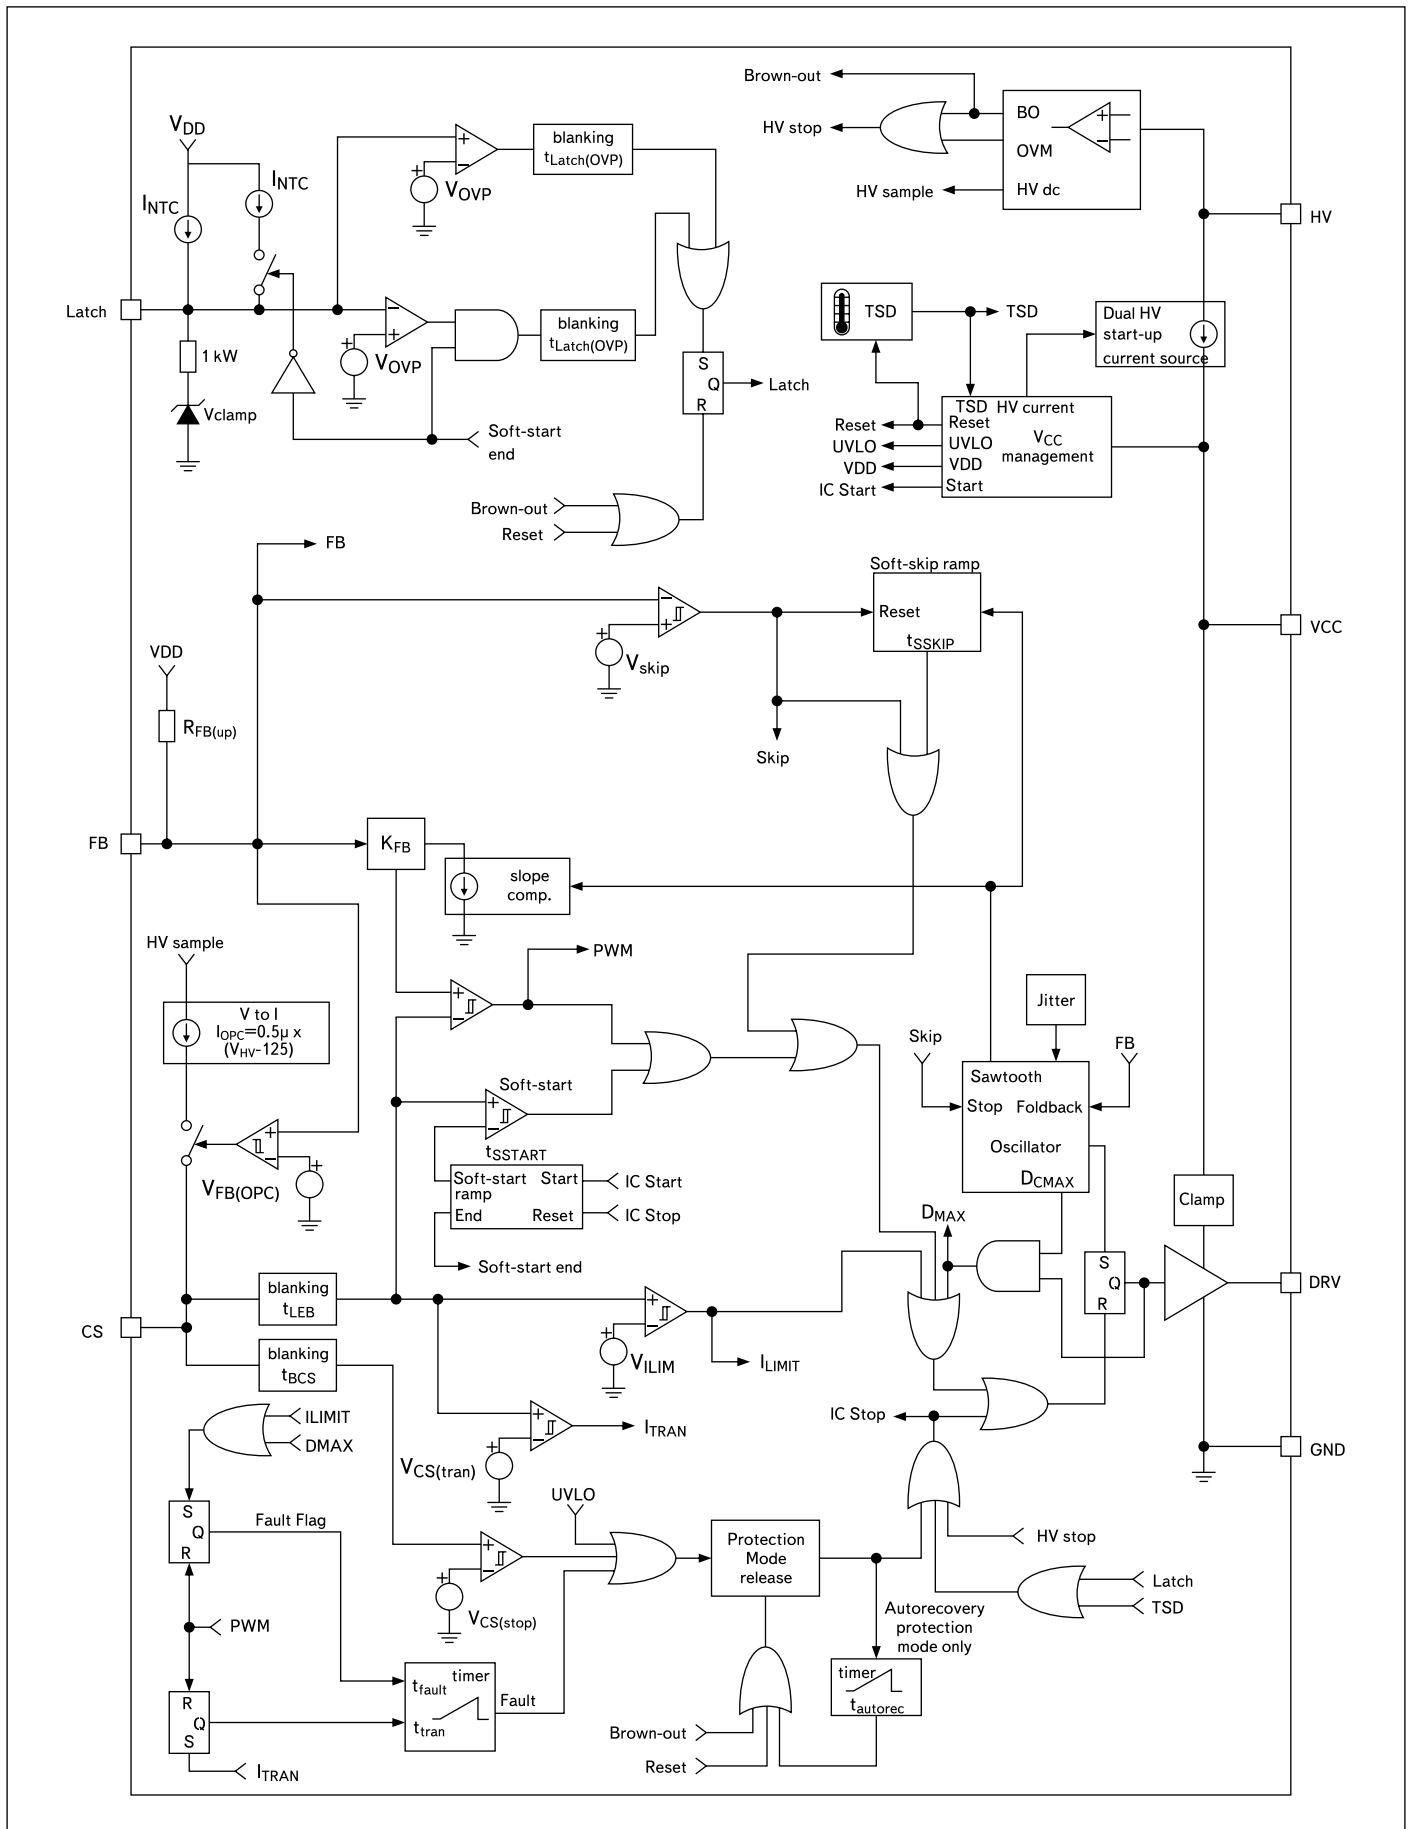 Brown-out
HV stop
HV sample
BO
OVM
HV dc
+
−
HV
VDD
INTC
INTC
+
−
VOVP
blanking
tLatch(OVP)
Latch
1 kW
Vclamp
−
+
VOVP
blanking
tLatch(OVP)
Soft-start
end
S
Q
R
Latch
Brown-out
Reset
TSD
TSD
Dual HV
start-up
current source
TSD HV current
Reset
UVLO
VDD
Start
VCC
management
Reset
UVLO
VDD
IC Start
FB
−
+
Vskip
Soft-skip ramp
Reset
tSSKIP
Skip
VCC
VDD
RFB(up)
FB
KFB
slope
comp.
HV sample
V to I
IOPC=0.5µ x
(VHV-125)
+
−
VFB(OPC)
PWM
+
−
Soft-start
+
−
tSSTART
Soft-start
ramp
Start
End
Reset
IC Start
IC Stop
Soft-start end
Jitter
Skip
FB
Sawtooth
Stop
Foldback
Oscillator
DCMAX
DMAX
S
Q
R
Clamp
DRV
CS
blanking
tLEB
blanking
tBCS
+
−
VILIM
ILIMIT
+
−
VCS(tran)
ITRAN
IC Stop
GND
ILIMIT
DMAX
S
Q
R
Fault Flag
PWM
R
Q
S
ITRAN
UVLO
+
−
VCS(stop)
tfault
timer
ttran
Fault
Protection
Mode
release
HV stop
Latch
TSD
Autorecovery
protection
mode only
timer
tautorec
Brown-out
Reset